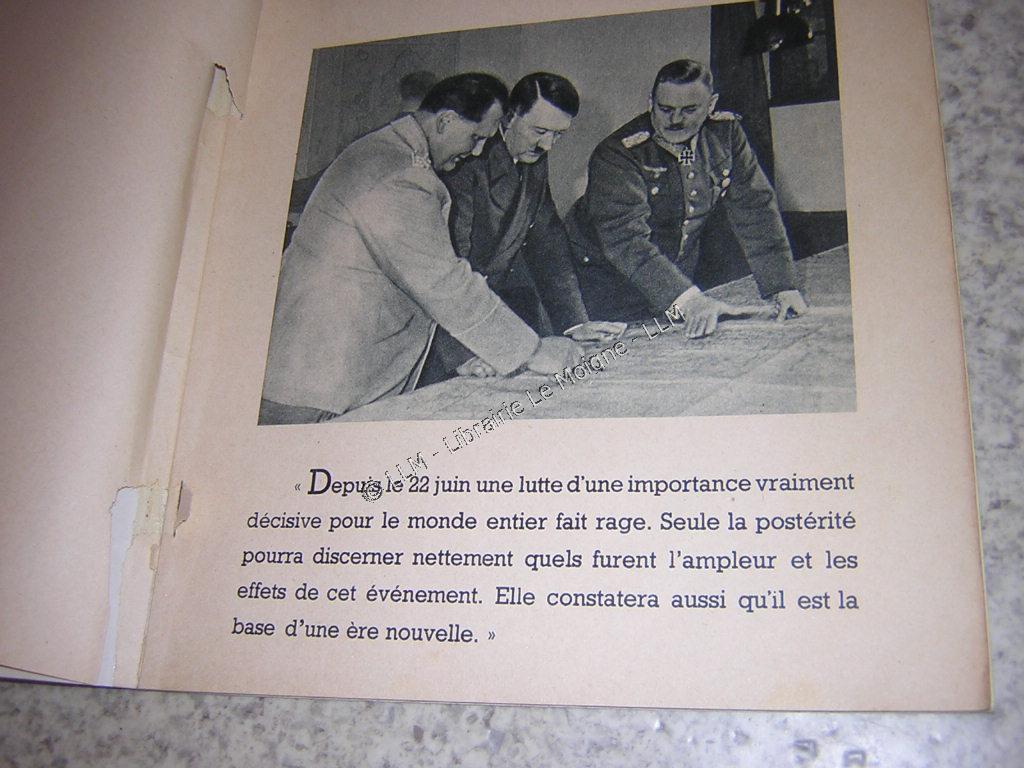 © LLM - Librairie Le Moigne - LLM
« Depuis le 22 juin une lutte d'une importance vraiment
décisive pour le monde entier fait rage. Seule la postérité
pourra discerner nettement quels furent l'ampleur et les
effets de cet événement. Elle constatera aussi qu'il est la
base d'une ère nouvelle. »